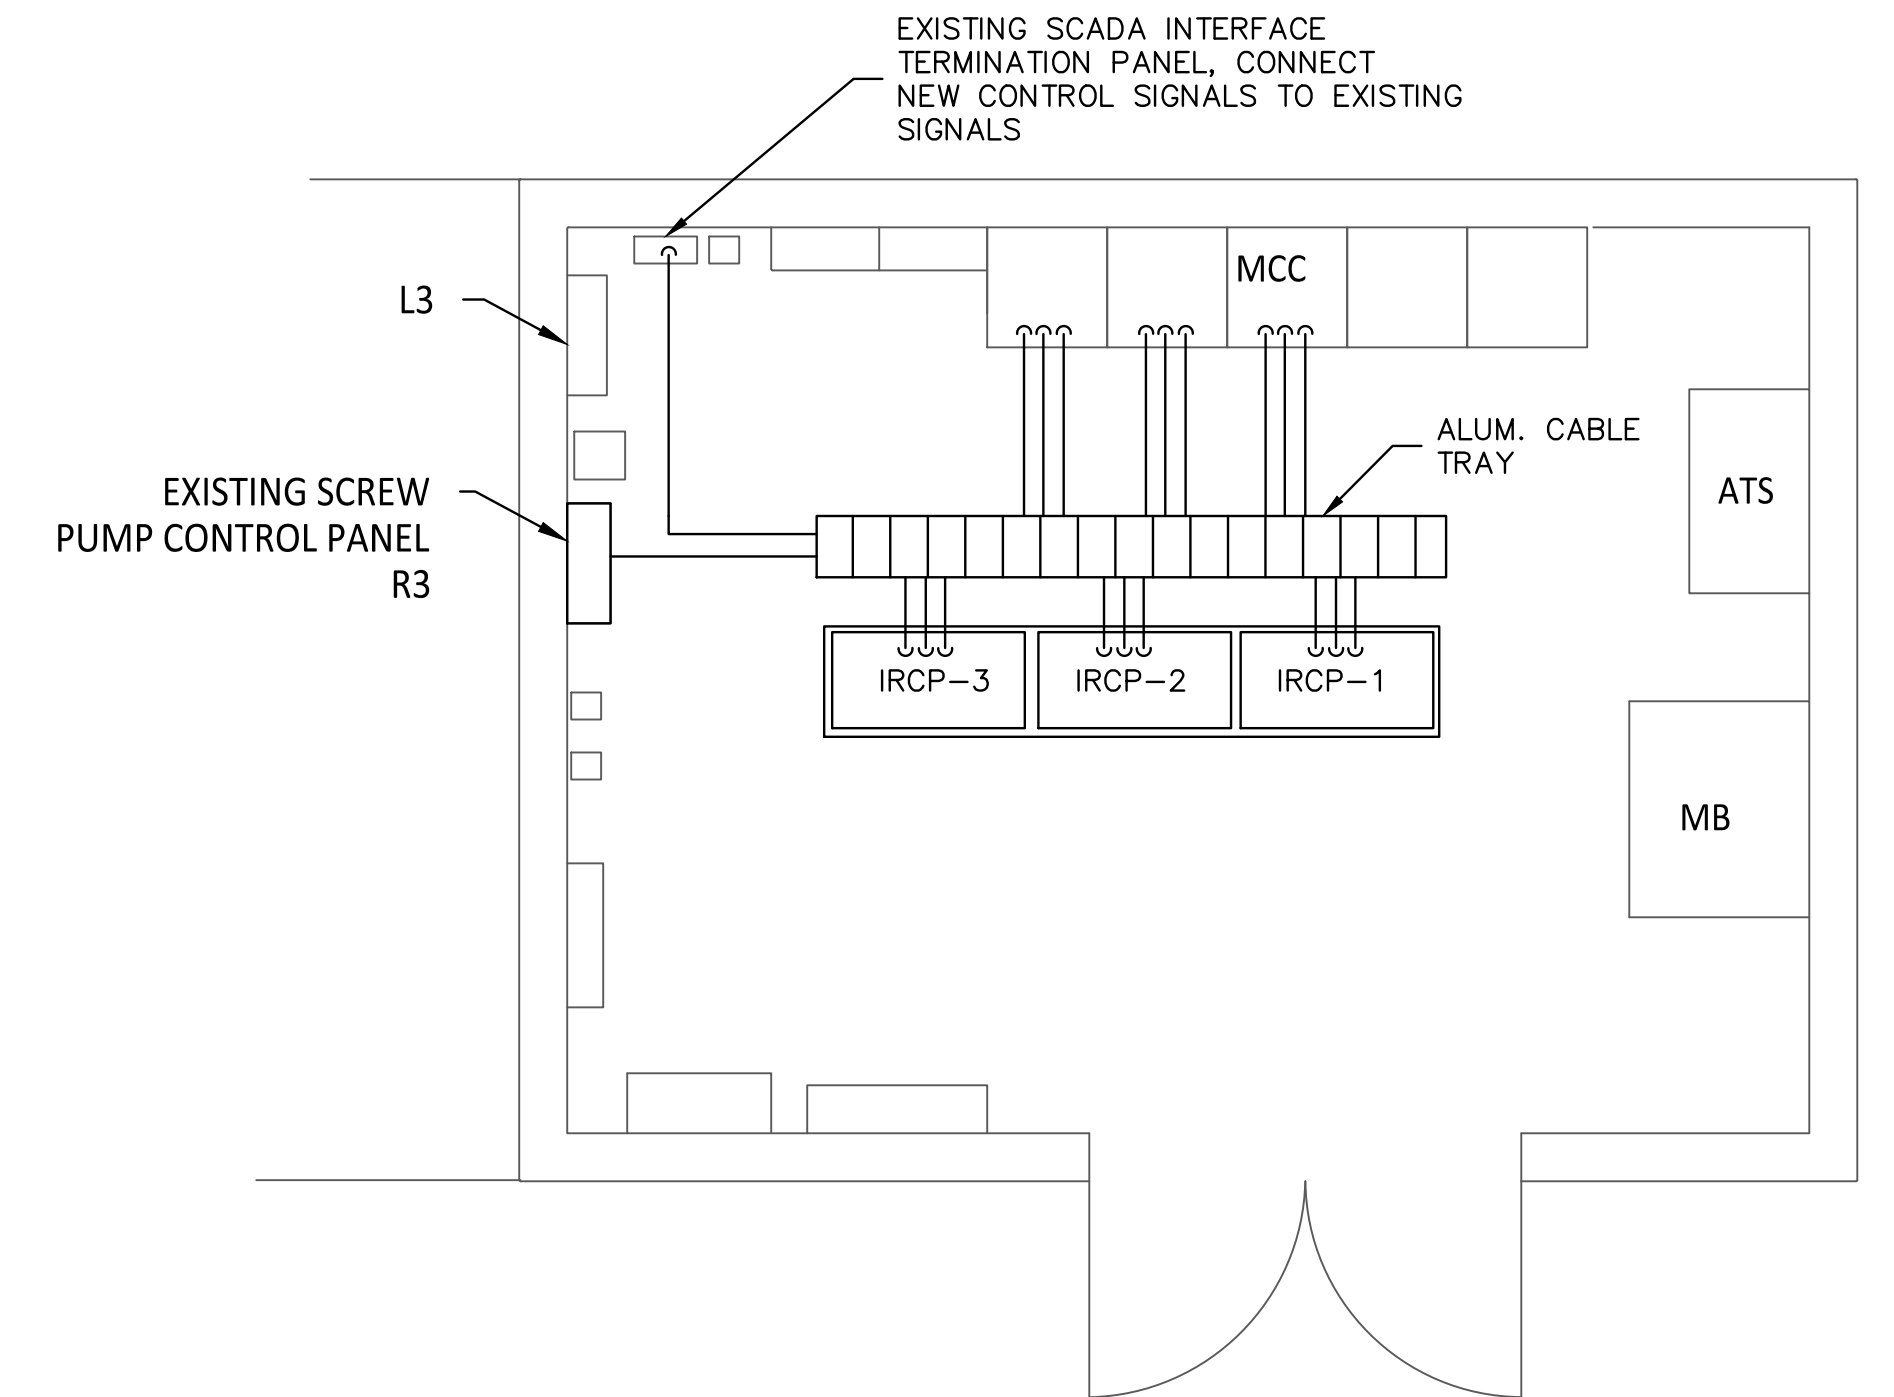 EXISTING SCADA INTERFACE
TERMINATION PANEL, CONNECT
NEW CONTROL SIGNALS TO EXISTING
SIGNALS
MCC
L3
ALUM. CABLE
TRAY
ATS
EXISTING SCREW
PUMP CONTROL PANEL
R3
IRCP-3
IRCP-2
IRCP-1
MB